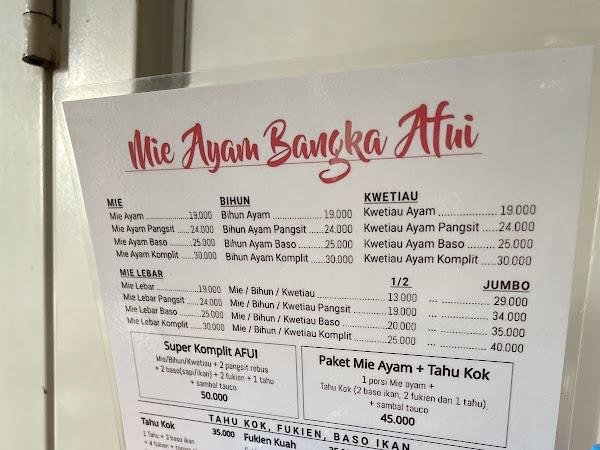 Mie Ayam Bangka Afui
MIE
Mie Ayam ............ 19.000
Mie Ayam Pangsit ...... 24.000
Mie Ayam Baso ........ 25.000
Mie Ayam Komplit .... 30.000
BIHUN
Bihun Ayam ................ 19.000
Bihun Ayam Pangsit ..... 24.000
Bihun Ayam Baso ........ 25.000
Bihun Ayam Komplit .... 30.000
KWETIAU
Kwetiau Ayam ................ 19.000
Kwetiau Ayam Pangsit ..... 24.000
Kwetiau Ayam Baso ........ 25.000
Kwetiau Ayam Komplit ..... 30.000
MIE LEBAR
Mie Lebar ............ 19.000
Mie Lebar Pangsit ..... 24.000
Mie Lebar Baso ........ 25.000
Mie Lebar Komplit .... 30.000
1/2 JUMBO
Mie / Bihun / Kwetiau ............ 13.000 ... 29.000
Mie / Bihun / Kwetiau Pangsit ........ 19.000 ... 34.000
Mie / Bihun / Kwetiau Baso ........ 20.000 ... 35.000
Mie / Bihun / Kwetiau Komplit ........ 25.000 ... 40.000
Super Komplit AFUI
Mie/Bihun/Kwetiau + 2 pangsit rebus
+ 2 baso(sapi/ikan) + 2 fukien + 1 tahu
+ sambal tauco
50.000
Paket Mie Ayam + Tahu Kok
1 porsi Mie ayam +
Tahu Kok (2 baso ikan, 2 fukien dan 1 tahu)
+ sambal tauco
45.000
TAHU KOK, FUKIEN, BASO IKAN
Tahu Kok 35.000
1 Tahu + 3 baso ikan
+ 4 fukien +
Fukien Kuah